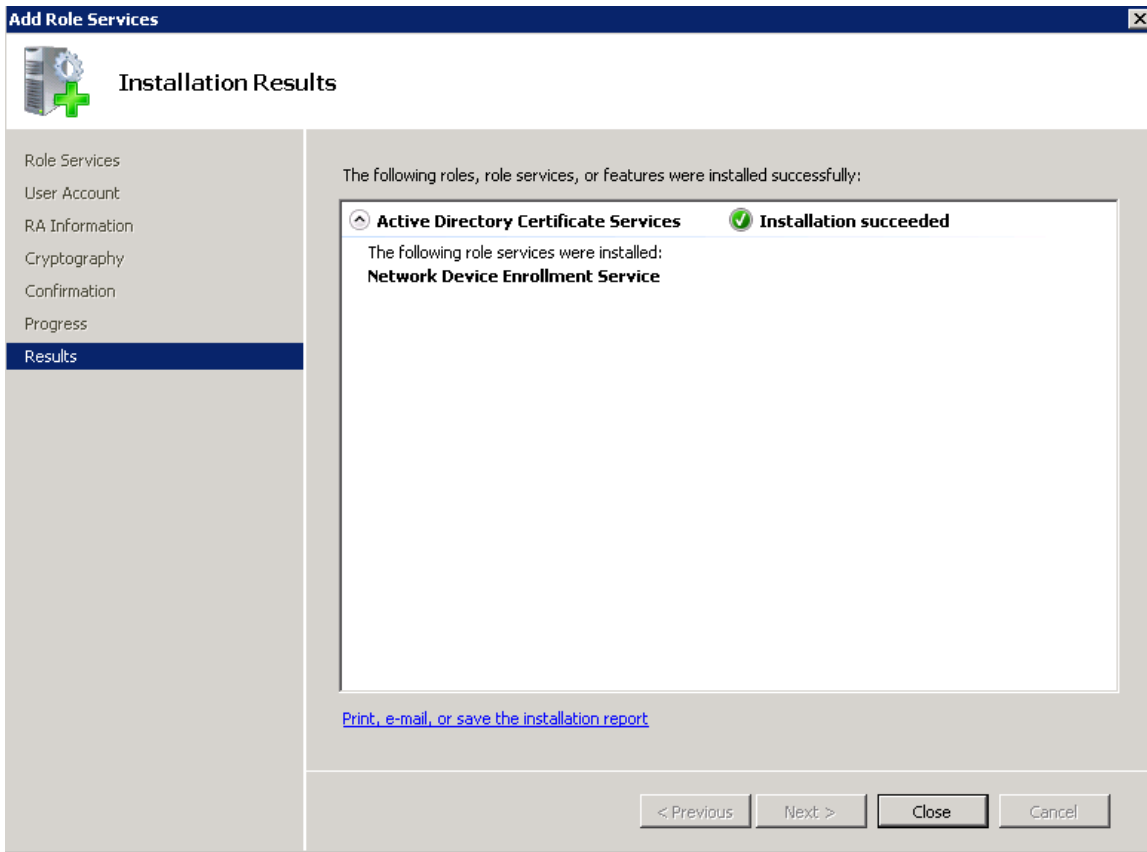 Add Role Services
Installation Results
Role Services
User Account
RA Information
Cryptography
Confirmation
Progress
Results
The following roles, role services, or features were installed successfully:
Active Directory Certificate Services
Installation succeeded
The following role services were installed:
Network Device Enrollment Service
Print, e-mail, or save the installation report
< Previous
Next >
Close
Cancel